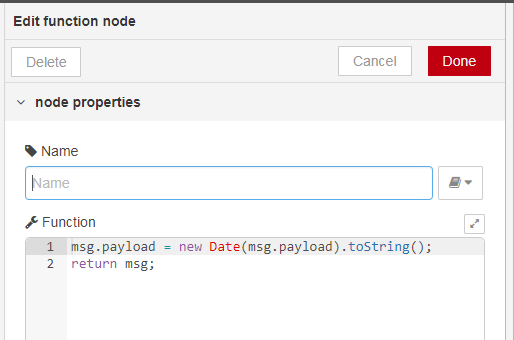 Edit function node
Delete Cancel Done
node properties
Name
Name
Function
1 msg.payload = new Date(msg.payload).toString();
2 return msg;